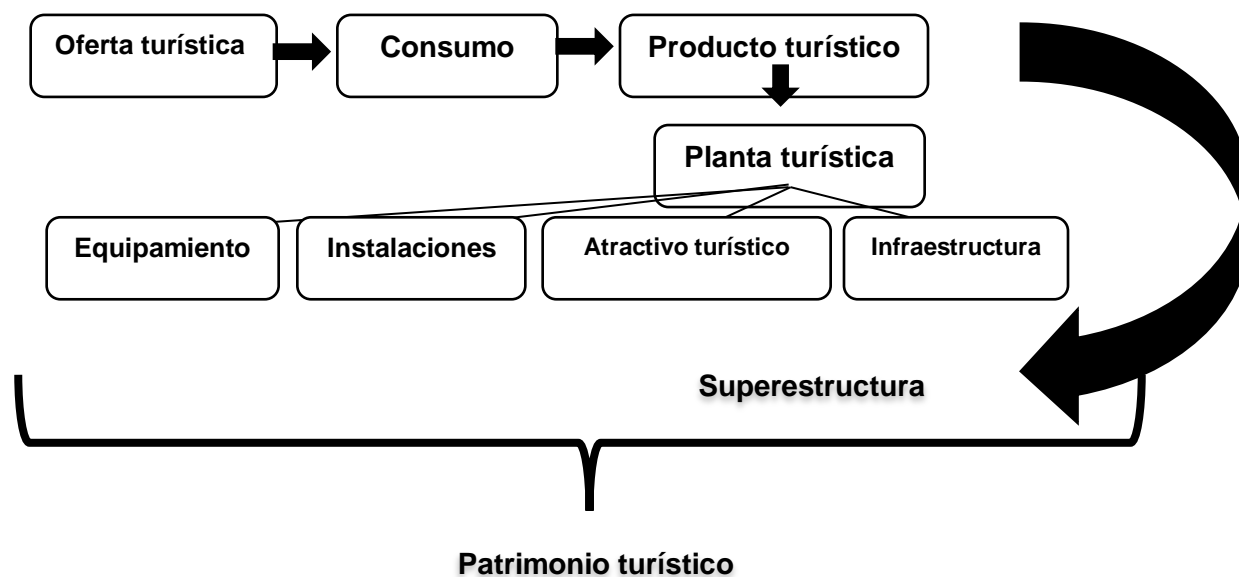 Oferta turística
Consumo
Producto turístico
Planta turística
Equipamiento
Instalaciones
Atractivo turístico
Infraestructura
Superestructura
Patrimonio turístico